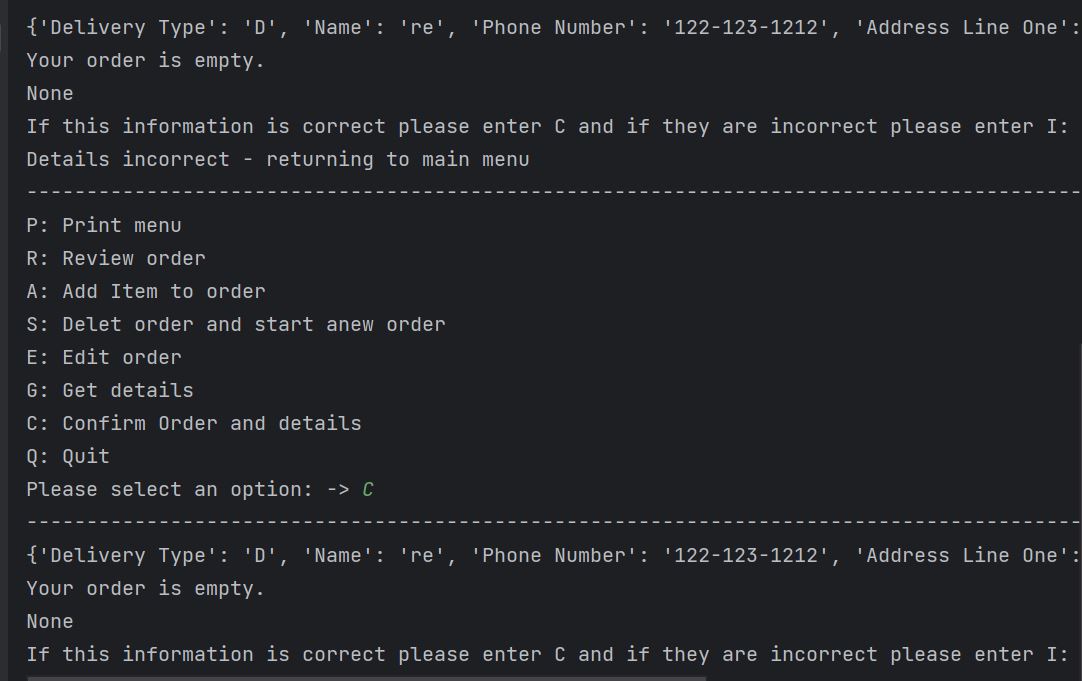 {'Delivery Type': 'D', 'Name': 're', 'Phone Number': '122-123-1212', 'Address Line One':
Your order is empty.
None
If this information is correct please enter C and if they are incorrect please enter I:
Details incorrect - returning to main menu
----------------------------------------------------------------------------------------
P: Print menu
R: Review order
A: Add Item to order
S: Delet order and start anew order
E: Edit order
G: Get details
C: Confirm Order and details
Q: Quit
Please select an option: -> C
----------------------------------------------------------------------------------------
{'Delivery Type': 'D', 'Name': 're', 'Phone Number': '122-123-1212', 'Address Line One':
Your order is empty.
None
If this information is correct please enter C and if they are incorrect please enter I: